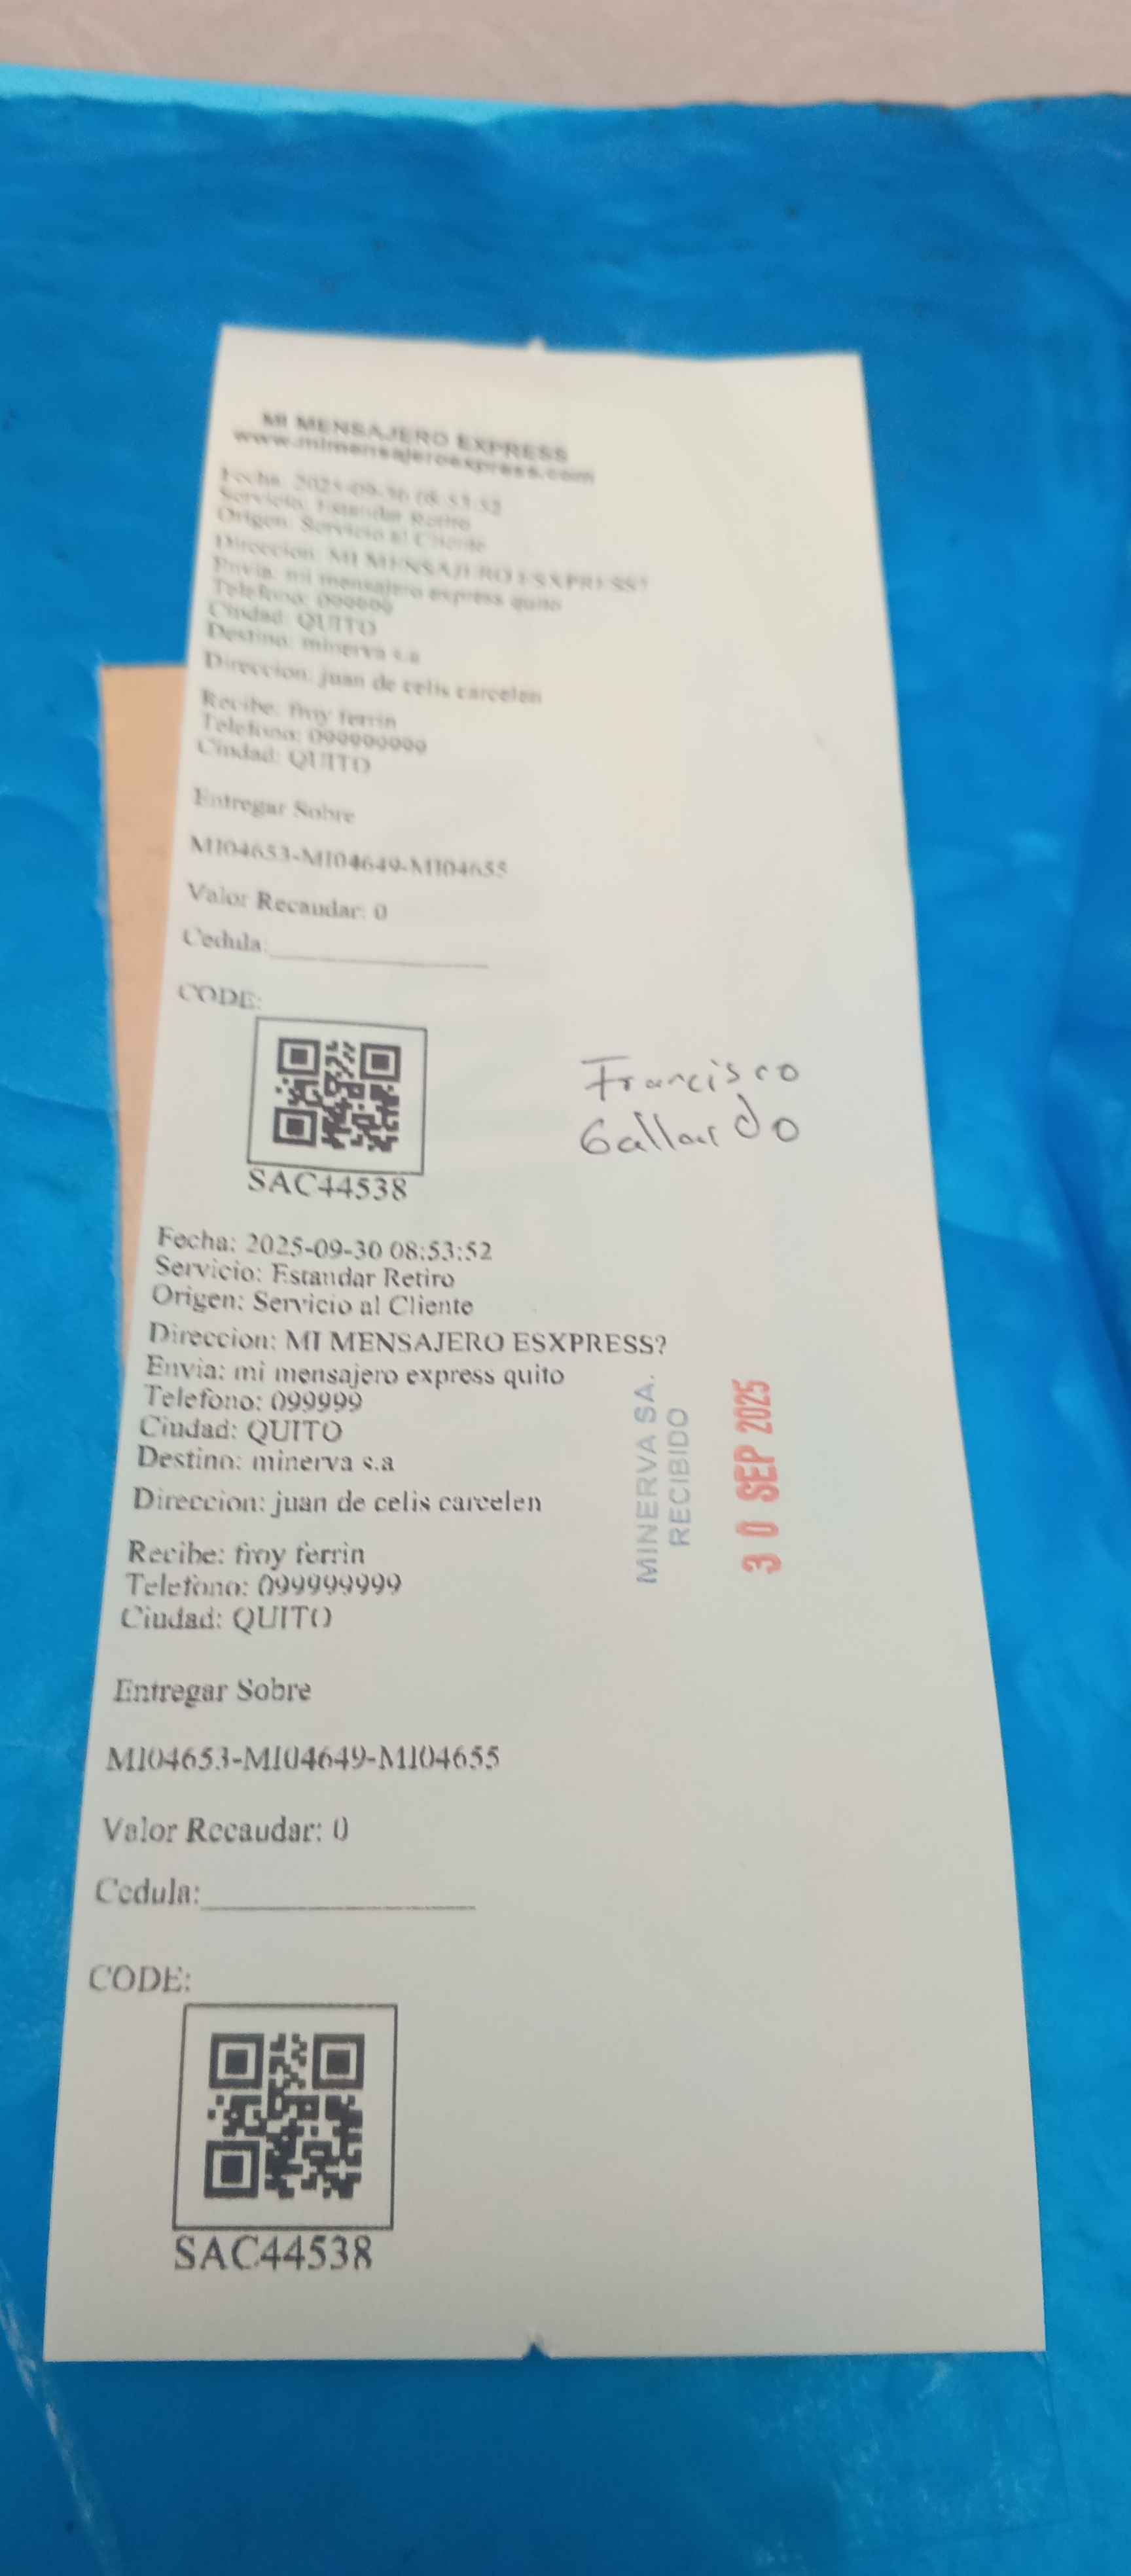 MI MENSAJERO EXPRESS
www.mimensajeroexpress.com
Fecha: 2025-09-30 08:53:52
Servicio: Estandar Retiro
Origen: Servicio al Cliente
Direccion: MI MENSAJERO ESXPRESS?
Envia: mi mensajero express quito
Telefono: 099999
Ciudad: QUITO
Destino: minerva s.a
Direccion: juan de celis carcelen
Recibe: froy ferrin
Telefono: 099999999
Ciudad: QUITO
Entregar Sobre
MI04653-MI04649-MI04655
Valor Recaudar: 0
Cedula:
CODE:
SAC44538
Francisco
Gallardo
Fecha: 2025-09-30 08:53:52
Servicio: Estandar Retiro
Origen: Servicio al Cliente
Direccion: MI MENSAJERO ESXPRESS?
Envia: mi mensajero express quito
Telefono: 099999
Ciudad: QUITO
Destino: minerva s.a
Direccion: juan de celis carcelen
Recibe: froy ferrin
Telefono: 099999999
Ciudad: QUITO
MINERVA SA.
RECIBIDO
30 SEP 2025
Entregar Sobre
MI04653-MI04649-MI04655
Valor Recaudar: 0
Cedula:
CODE:
SAC44538